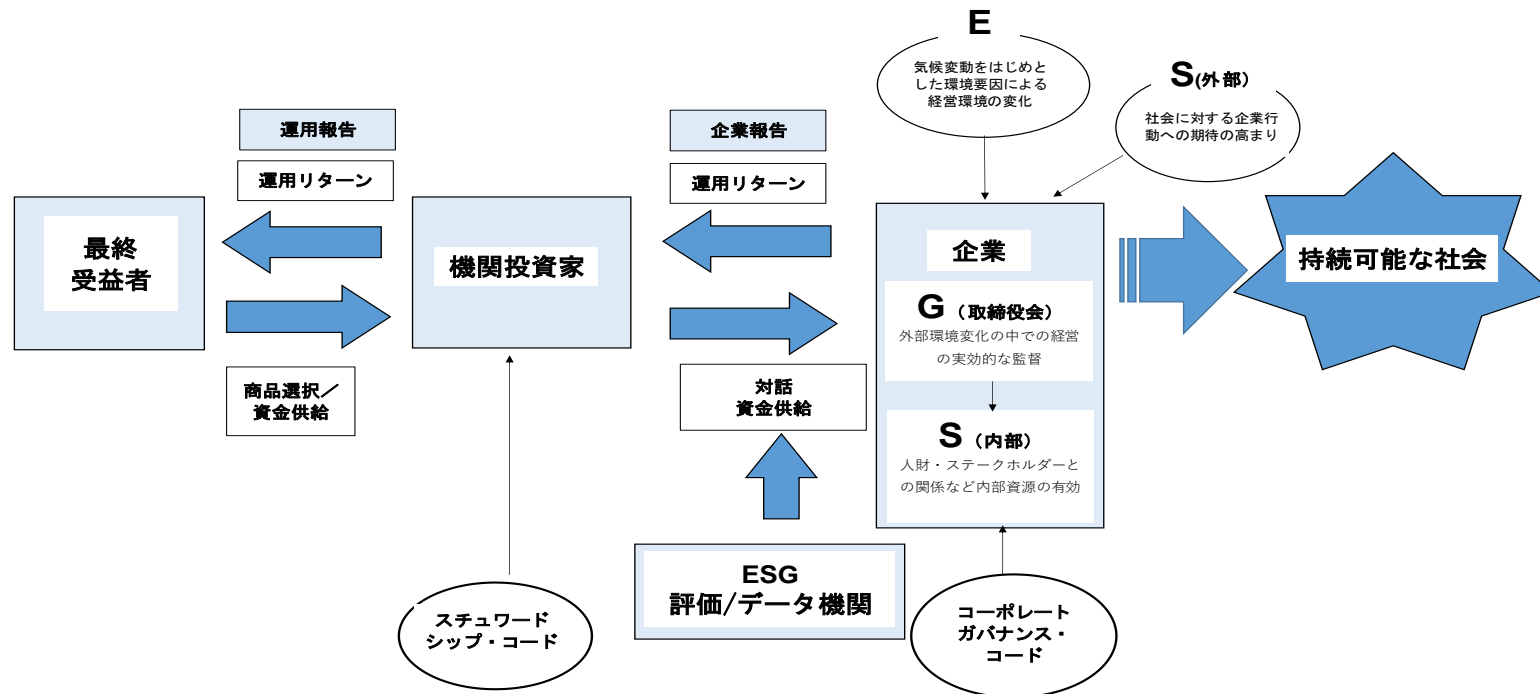 E
気候変動をはじめと
した環境要因による
経営環境の変化
S(外部)
社会に対する企業行
動への期待の高まり
運用報告
運用リターン
企業報告
運用リターン
最終
受益者
機関投資家
企業
持続可能な社会
G（取締役会）
外部環境変化の中での経営
の実効的な監督
S（内部）
人財・ステークホルダーと
の関係など内部資源の有効
商品選択／
資金供給
対話
資金供給
ESG
評価/データ機関
スチュワード
シップ・コード
コーポレート
ガバナンス・
コード